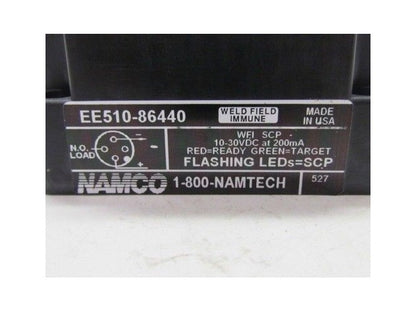 EE510-86440
WELD FIELD
IMMUNE
MADE
IN USA
N.O.
LOAD
WFI SCP
10-30VDC at 200mA
RED=READY GREEN=TARGET
FLASHING LEDs=SCP
NAMCO 1-800-NAMTECH
527